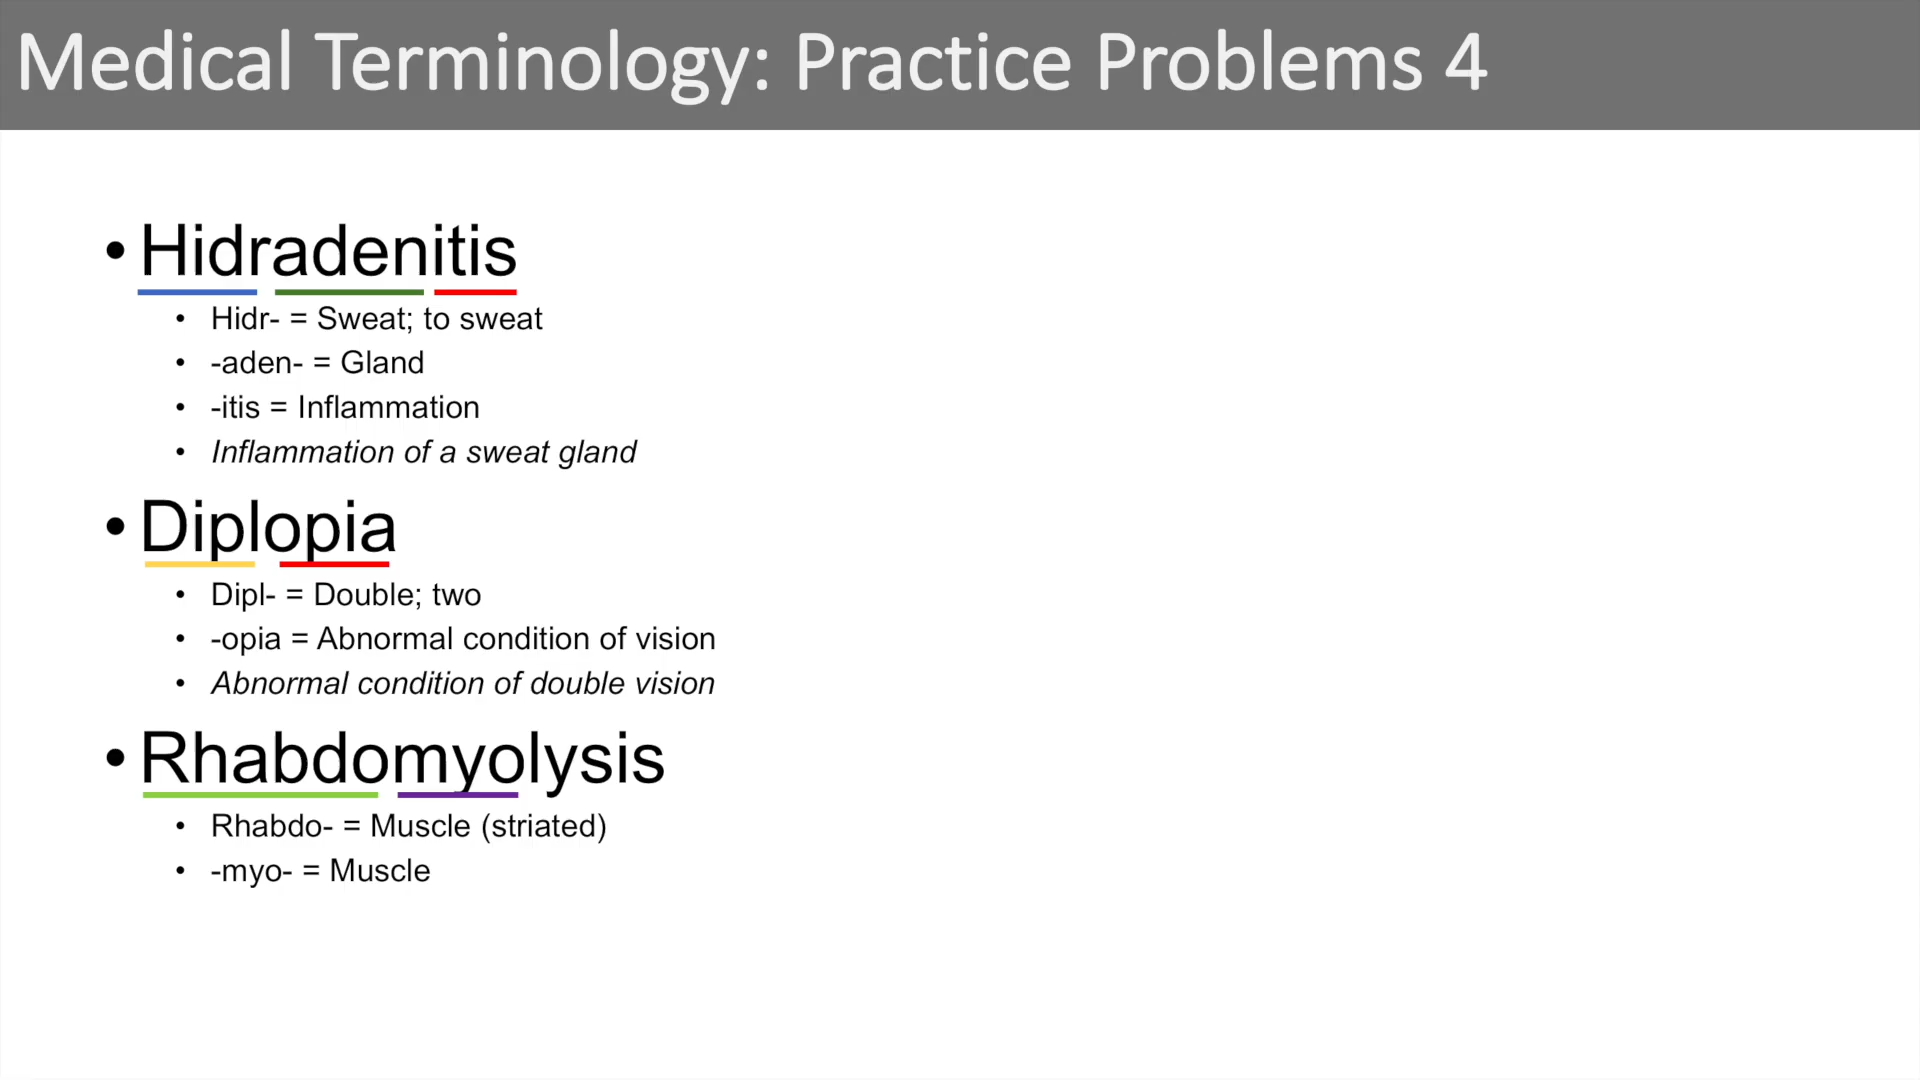 Medical Terminology: Practice Problems 4
• Hidradenitis
• Hidr- = Sweat; to sweat
• -aden- = Gland
• -itis = Inflammation
• Inflammation of a sweat gland
• Diplopia
• Dipl- = Double; two
• -opia = Abnormal condition of vision
• Abnormal condition of double vision
• Rhabdomyolysis
• Rhabdo- = Muscle (striated)
• -myo- = Muscle